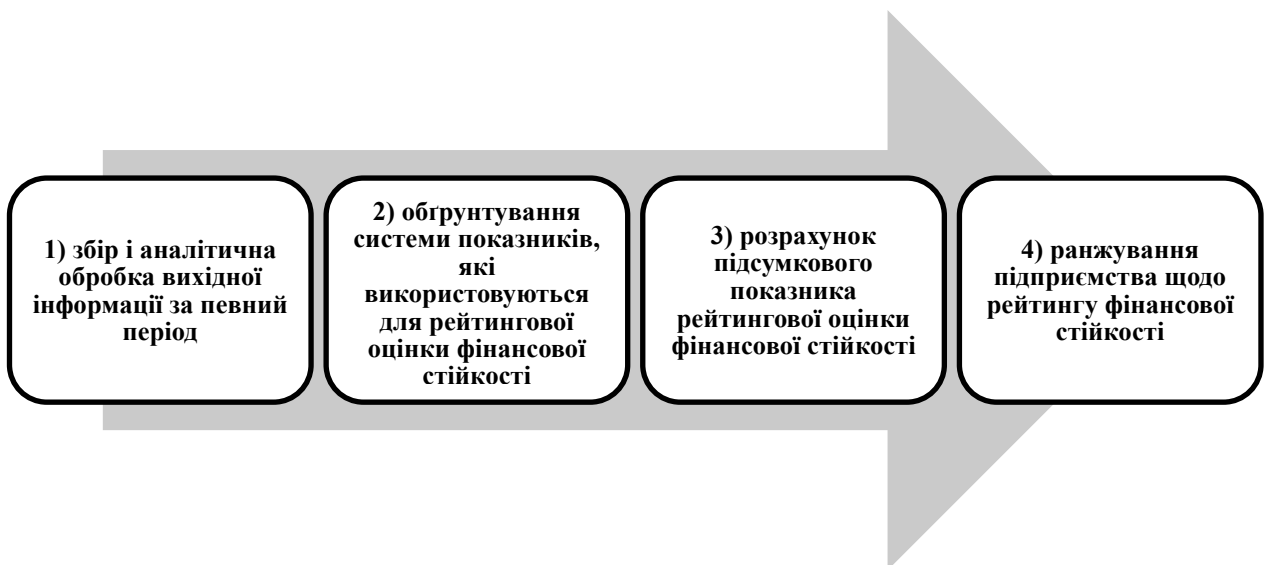 1) збір і аналітична
обробка вихідної
інформації за певний
період
2) обґрунтування
системи показників,
які
використовуються
для рейтингової
оцінки фінансової
стійкості
3) розрахунок
підсумкового
показника
рейтингової оцінки
фінансової стійкості
4) ранжування
підприємства щодо
рейтингу фінансової
стійкості